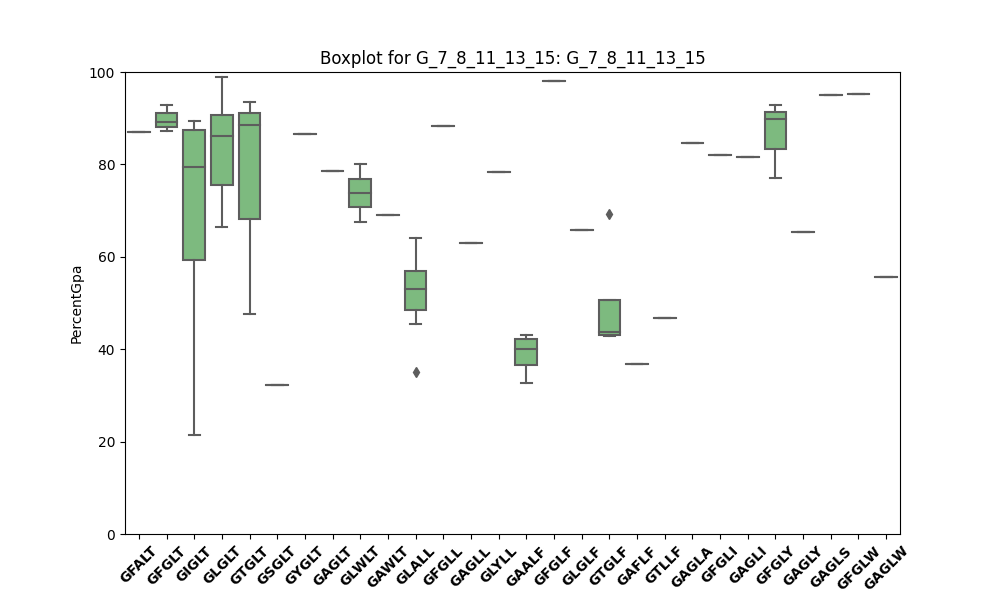 Boxplot for G_7_8_11_13_15: G_7_8_11_13_15
PercentGpa
100
80
60
40
20
0
GFALT
GFGLT
GIGLT
GLGLT
GTGLT
GSGLT
GYGLT
GAGLT
GLWLT
GAWLT
GLALL
GFGLL
GAGLL
GLYLL
GAALF
GFGLF
GLGLF
GTGLF
GAFLF
GTLLF
GAGLA
GFGLI
GAGLI
GFGLY
GAGLY
GAGLS
GFGLW
GAGLW